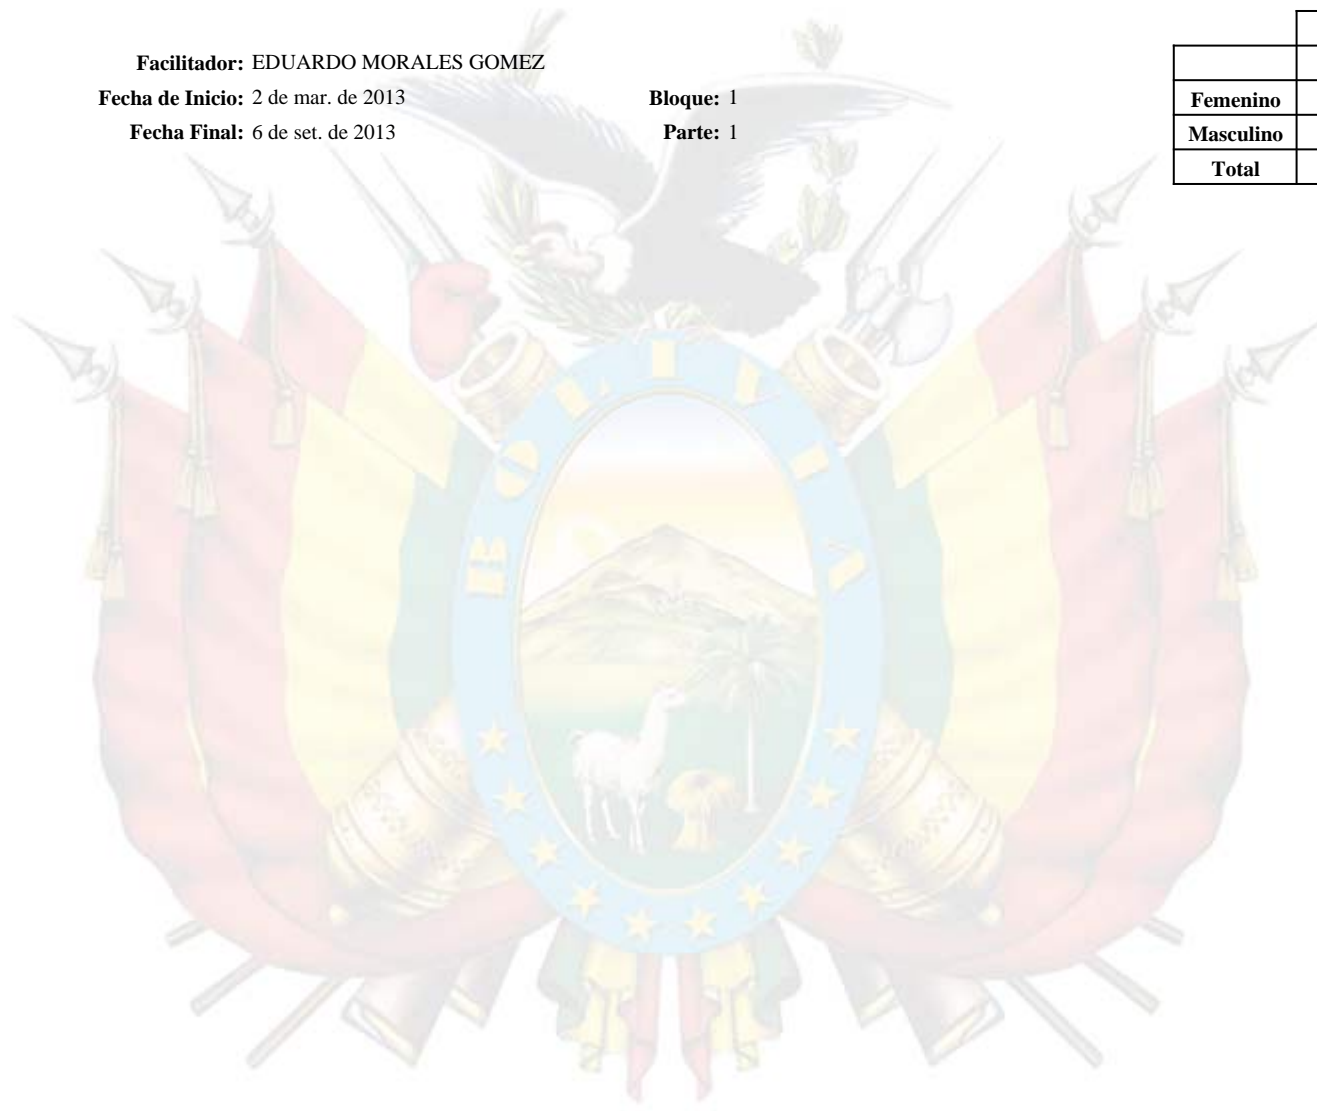 Facilitador: EDUARDO MORALES GOMEZ
Fecha de Inicio: 2 de mar. de 2013 Bloque: 1
Fecha Final: 6 de set. de 2013 Parte: 1
Femenino
Masculino
Total
BOLIVIA